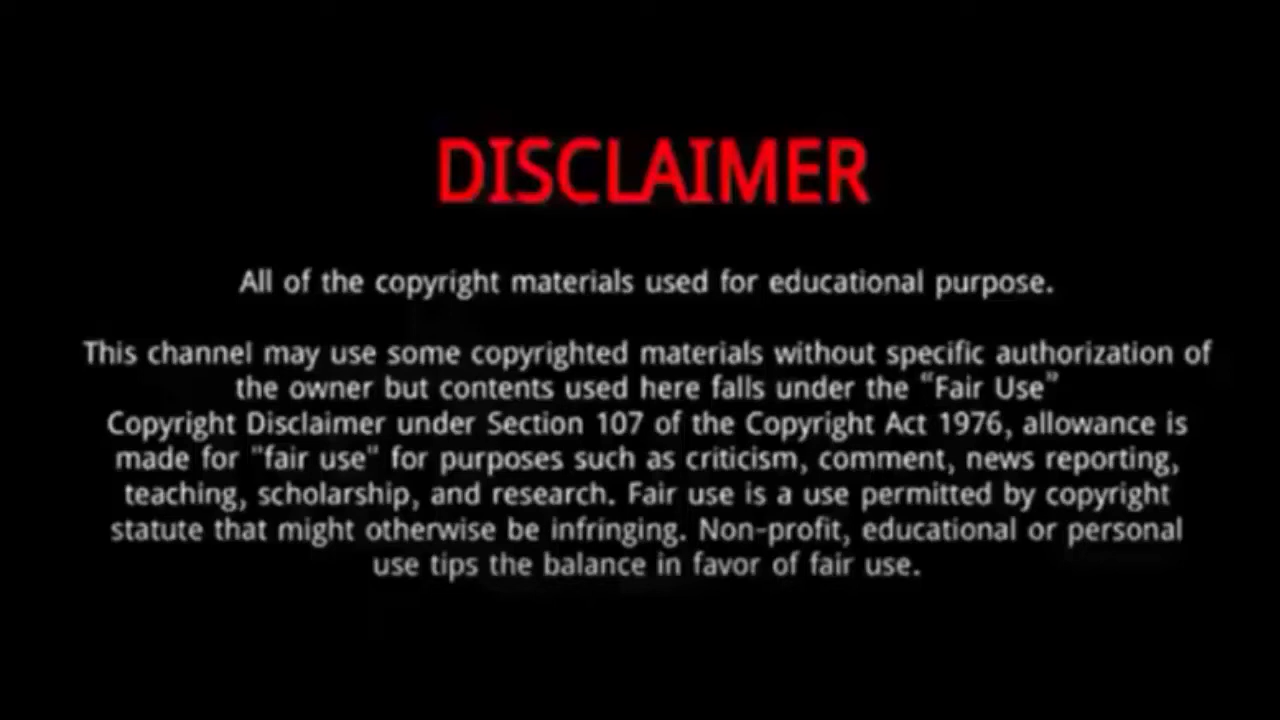 DISCLAIMER
All of the copyright materials used for educational purpose.
This channel may use some copyrighted materials without specific authorization of
the owner but contents used here falls under the “Fair Use”
Copyright Disclaimer under Section 107 of the Copyright Act 1976, allowance is
made for "fair use" for purposes such as criticism, comment, news reporting,
teaching, scholarship, and research. Fair use is a use permitted by copyright
statute that might otherwise be infringing. Non-profit, educational or personal
use tips the balance in favor of fair use.